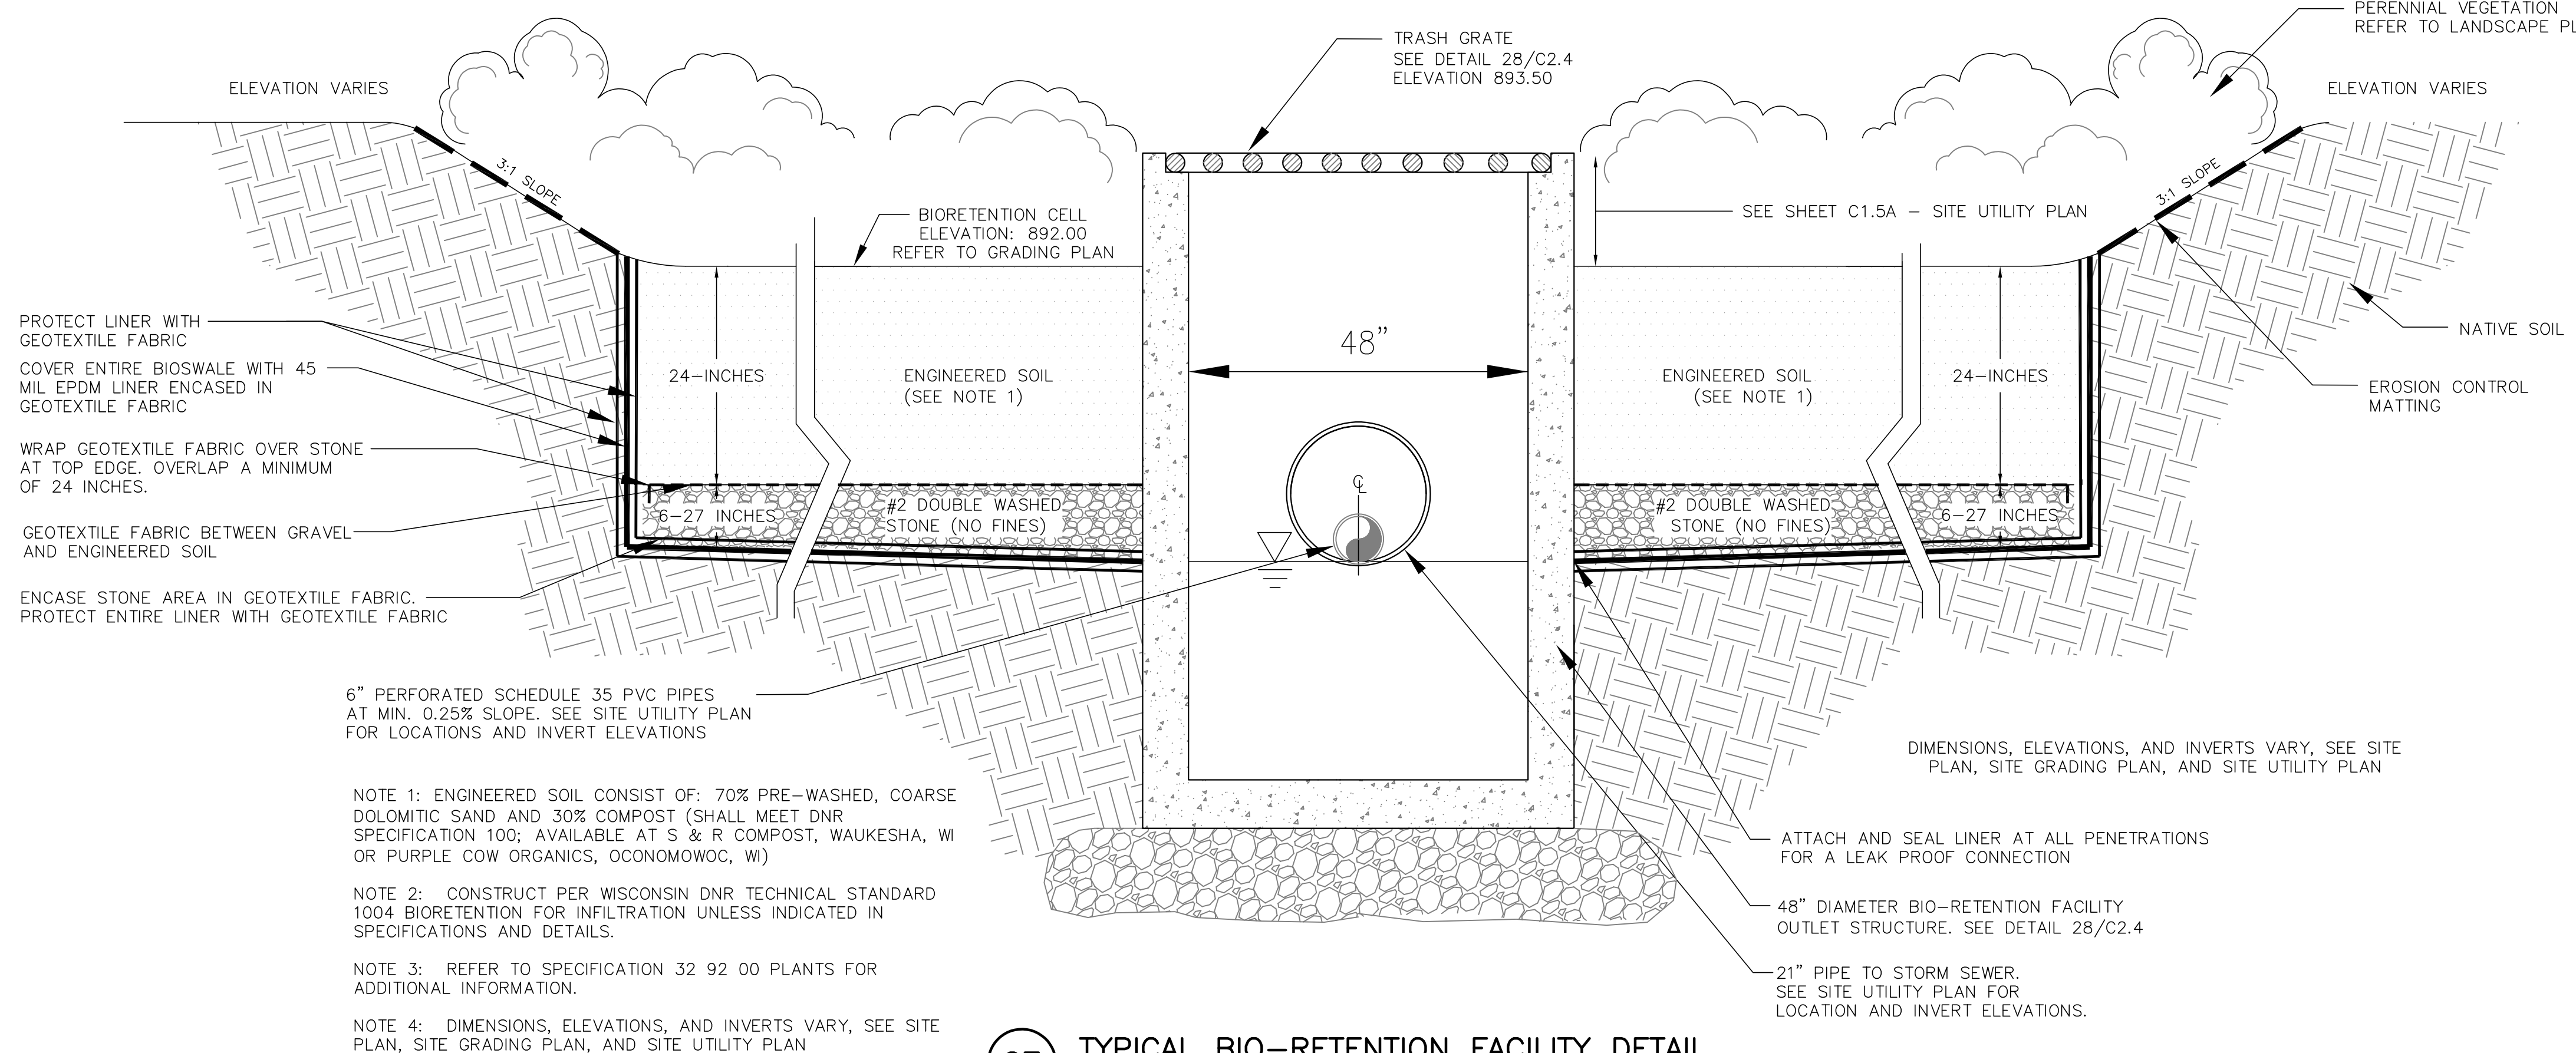 PERENNIAL VEGETATION
TRASH GRATE
SEE DETAIL 28/C2.4
ELEVATION 893.50
REFER TO LANDSCAPE
ELEVATION VARIES
ELEVATION VARIES
3:1 SLOPE
3:1 SLOPE
BIORETENTION CELL
ELEVATION: 892.00
REFER TO GRADING PLAN
SEE SHEET C1.5A – SITE UTILITY PLAN
PROTECT LINER WITH
GEOTEXTILE FABRIC
COVER ENTIRE BIOSWALE WITH 45
MIL EPDM LINER ENCASED IN
GEOTEXTILE FABRIC
WRAP GEOTEXTILE FABRIC OVER STONE
AT TOP EDGE. OVERLAP A MINIMUM
OF 24 INCHES.
GEOTEXTILE FABRIC BETWEEN GRAVEL
AND ENGINEERED SOIL
ENCASE STONE AREA IN GEOTEXTILE FABRIC.
PROTECT ENTIRE LINER WITH GEOTEXTILE FABRIC
24–INCHES
ENGINEERED SOIL
(SEE NOTE 1)
48”
ENGINEERED SOIL
(SEE NOTE 1)
24–INCHES
NATIVE SOIL
EROSION CONTROL
MATTING
6–27 INCHES
#2 DOUBLE WASHED
STONE (NO FINES)
℄
#2 DOUBLE WASHED
STONE (NO FINES)
6–27 INCHES
6” PERFORATED SCHEDULE 35 PVC PIPES
AT MIN. 0.25% SLOPE. SEE SITE UTILITY PLAN
FOR LOCATIONS AND INVERT ELEVATIONS
DIMENSIONS, ELEVATIONS, AND INVERTS VARY, SEE SITE
PLAN, SITE GRADING PLAN, AND SITE UTILITY PLAN
NOTE 1: ENGINEERED SOIL CONSIST OF: 70% PRE–WASHED, COARSE
DOLOMITIC SAND AND 30% COMPOST (SHALL MEET DNR
SPECIFICATION 100; AVAILABLE AT S & R COMPOST, WAUKESHA, WI
OR PURPLE COW ORGANICS, OCONOMOWOC, WI)
NOTE 2: CONSTRUCT PER WISCONSIN DNR TECHNICAL STANDARD
1004 BIORETENTION FOR INFILTRATION UNLESS INDICATED IN
SPECIFICATIONS AND DETAILS.
NOTE 3: REFER TO SPECIFICATION 32 92 00 PLANTS FOR
ADDITIONAL INFORMATION.
NOTE 4: DIMENSIONS, ELEVATIONS, AND INVERTS VARY, SEE SITE
PLAN, SITE GRADING PLAN, AND SITE UTILITY PLAN
ATTACH AND SEAL LINER AT ALL PENETRATIONS
FOR A LEAK PROOF CONNECTION
48” DIAMETER BIO–RETENTION FACILITY
OUTLET STRUCTURE. SEE DETAIL 28/C2.4
21” PIPE TO STORM SEWER.
SEE SITE UTILITY PLAN FOR
LOCATION AND INVERT ELEVATIONS.
TYPICAL BIO–RETENTION FACILITY DETAIL